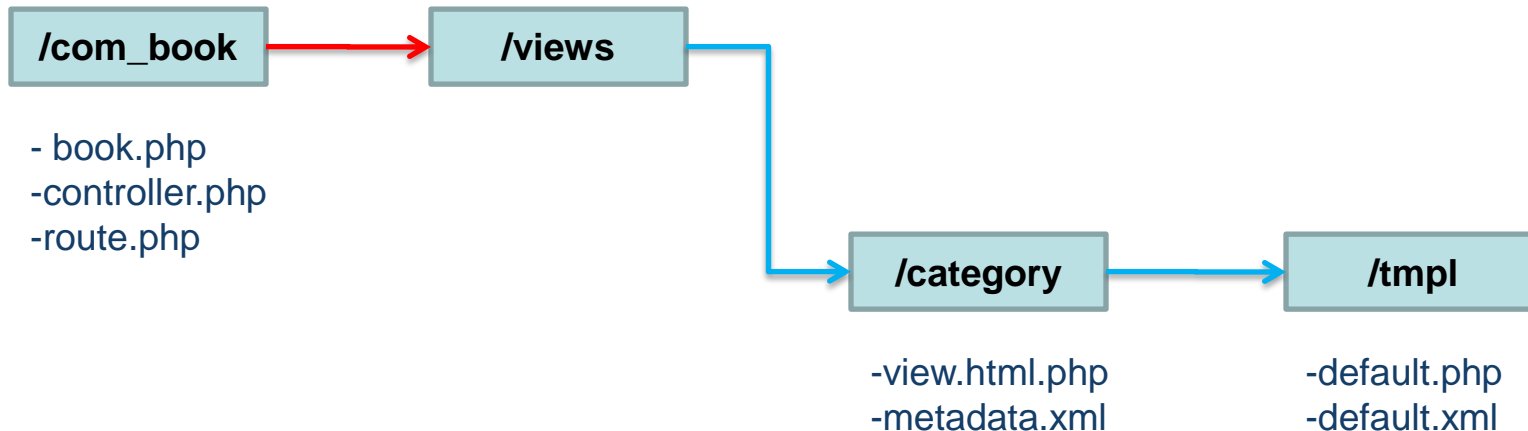 /com_book
/views
- book.php
-controller.php
-route.php
/category
/tmpl
-view.html.php
-metadata.xml
-default.php
-default.xml